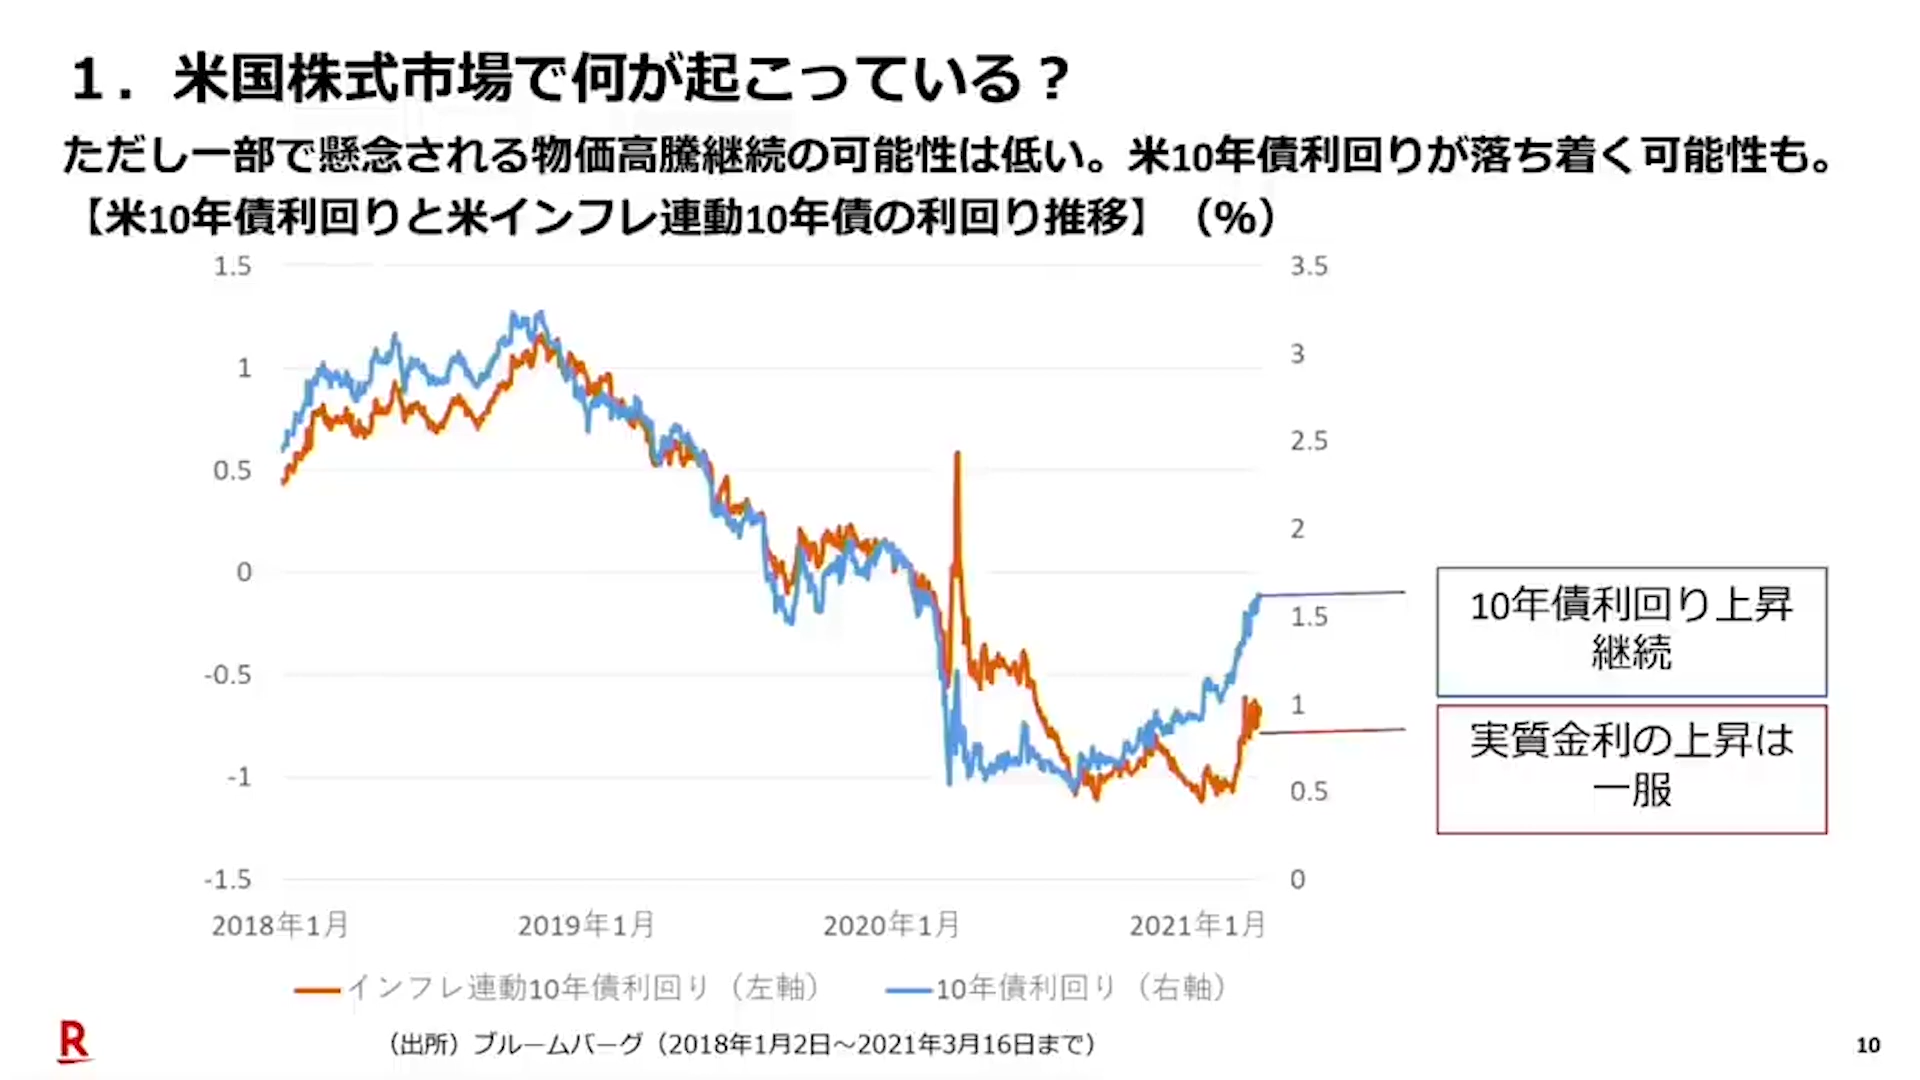 １．米国株式市場で何が起こっている？
ただし一部で懸念される物価高騰継続の可能性は低い。米10年債利回りが落ち着く可能性も。
【米10年債利回りと米インフレ連動10年債の利回り推移】（%）
1.5
1
0.5
0
-0.5
-1
-1.5
3.5
3
2.5
2
1.5
1
0.5
0
10年債利回り上昇
継続
実質金利の上昇は
一服
2018年1月 2019年1月 2020年1月 2021年1月
インフレ連動10年債利回り（左軸） 10年債利回り（右軸）
（出所）ブルームバーグ（2018年1月2日～2021年3月16日まで）
R
10